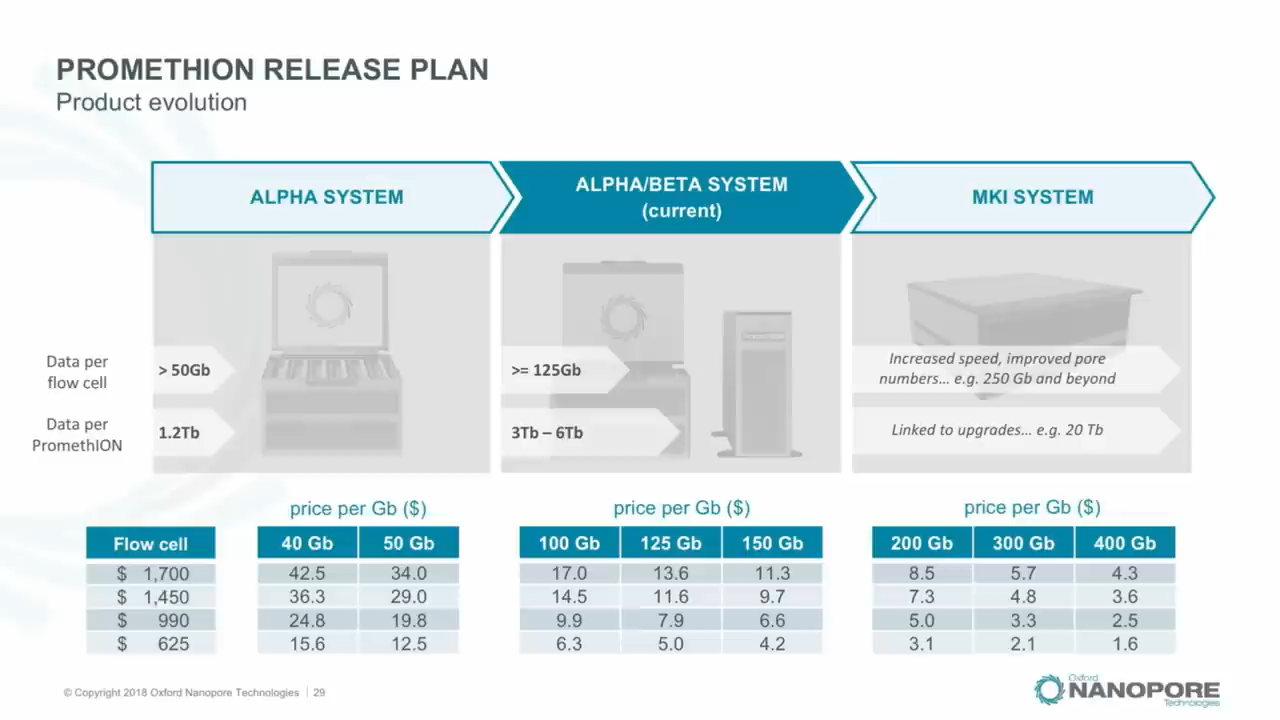 PROMETHION RELEASE PLAN
Product evolution
ALPHA SYSTEM
ALPHA/BETA SYSTEM
(current)
MKI SYSTEM
Data per
flow cell
> 50Gb
>= 125Gb
Increased speed, improved pore
numbers... e.g. 250 Gb and beyond
Data per
PromethION
1.2Tb
3Tb – 6Tb
Linked to upgrades... e.g. 20 Tb
price per Gb ($)
price per Gb ($)
price per Gb ($)
Flow cell 40 Gb 50 Gb 100 Gb 125 Gb 150 Gb 200 Gb 300 Gb 400 Gb
$ 1,700 42.5 34.0 17.0 13.6 11.3 8.5 5.7 4.3
$ 1,450 36.3 29.0 14.5 11.6 9.7 7.3 4.8 3.6
$ 990 24.8 19.8 9.9 7.9 6.6 5.0 3.3 2.5
$ 625 15.6 12.5 6.3 5.0 4.2 3.1 2.1 1.6
© Copyright 2018 Oxford Nanopore Technologies | 29
Oxford
NANOPORE
Technologies